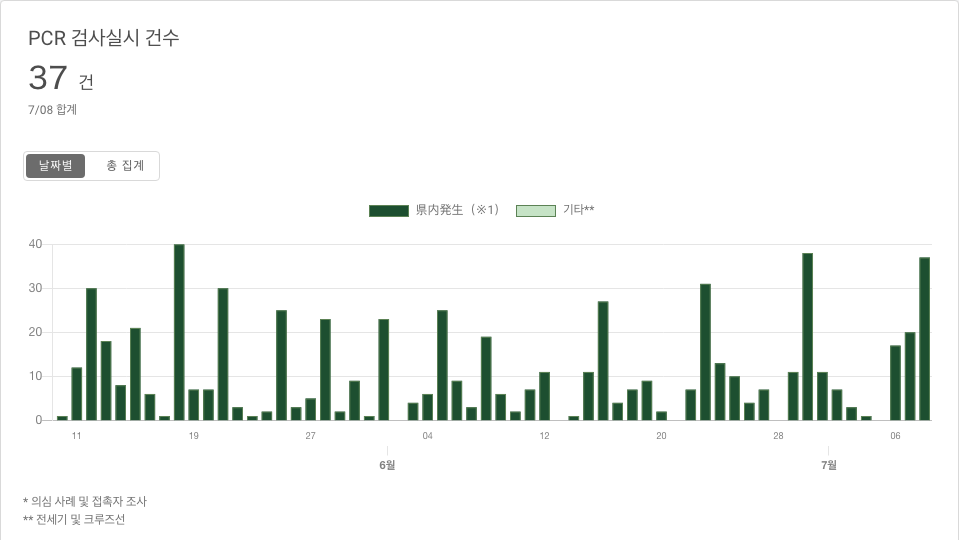 PCR 검사실시 건수
37 건
7/08 합계
날짜별 총 집계
県内発生（※1） 기타**
40
30
20
10
0
11 19 27 04 12 20 28 06
6월 7월
* 의심 사례 및 접촉자 조사
** 전세기 및 크루즈선